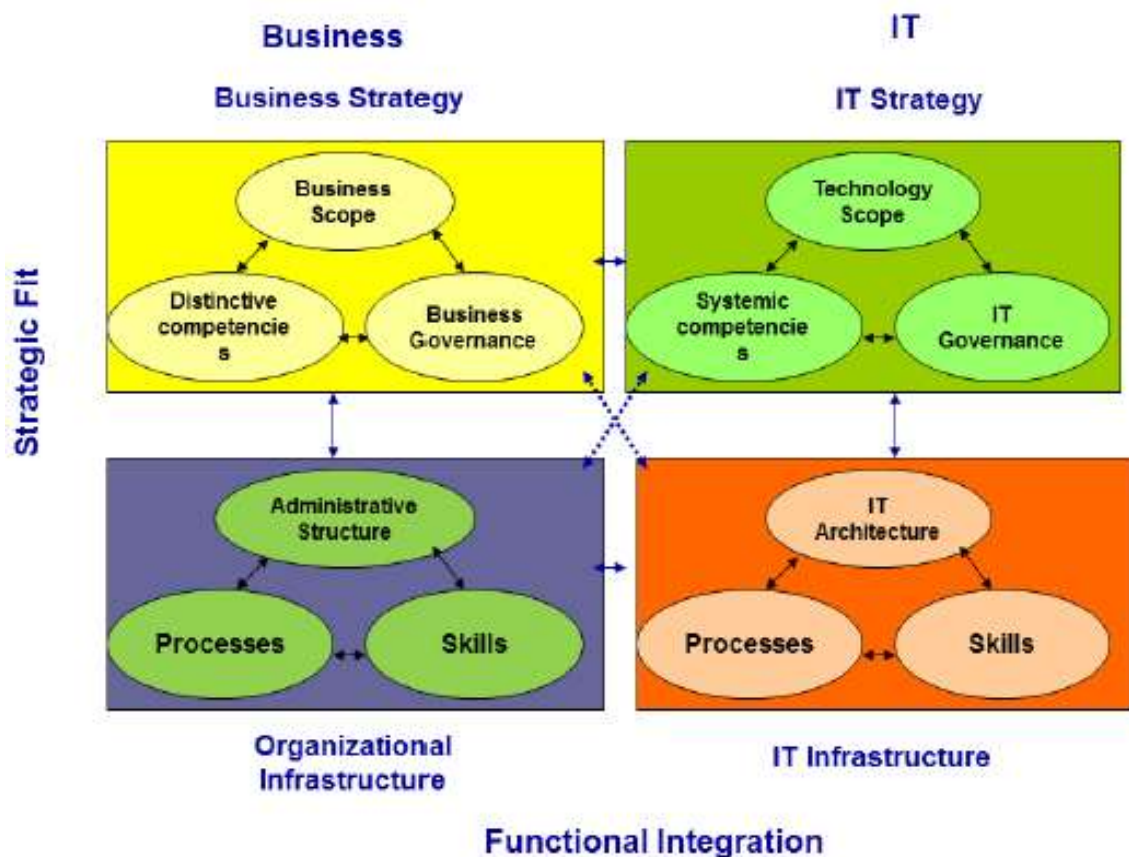 Business
IT
Business Strategy
IT Strategy
Strategic Fit
Business
Scope
Distinctive
competencie
s
Business
Governance
Technology
Scope
Systemic
competencie
s
IT
Governance
Administrative
Structure
Processes
Skills
IT
Architecture
Processes
Skills
Organizational
Infrastructure
IT Infrastructure
Functional Integration